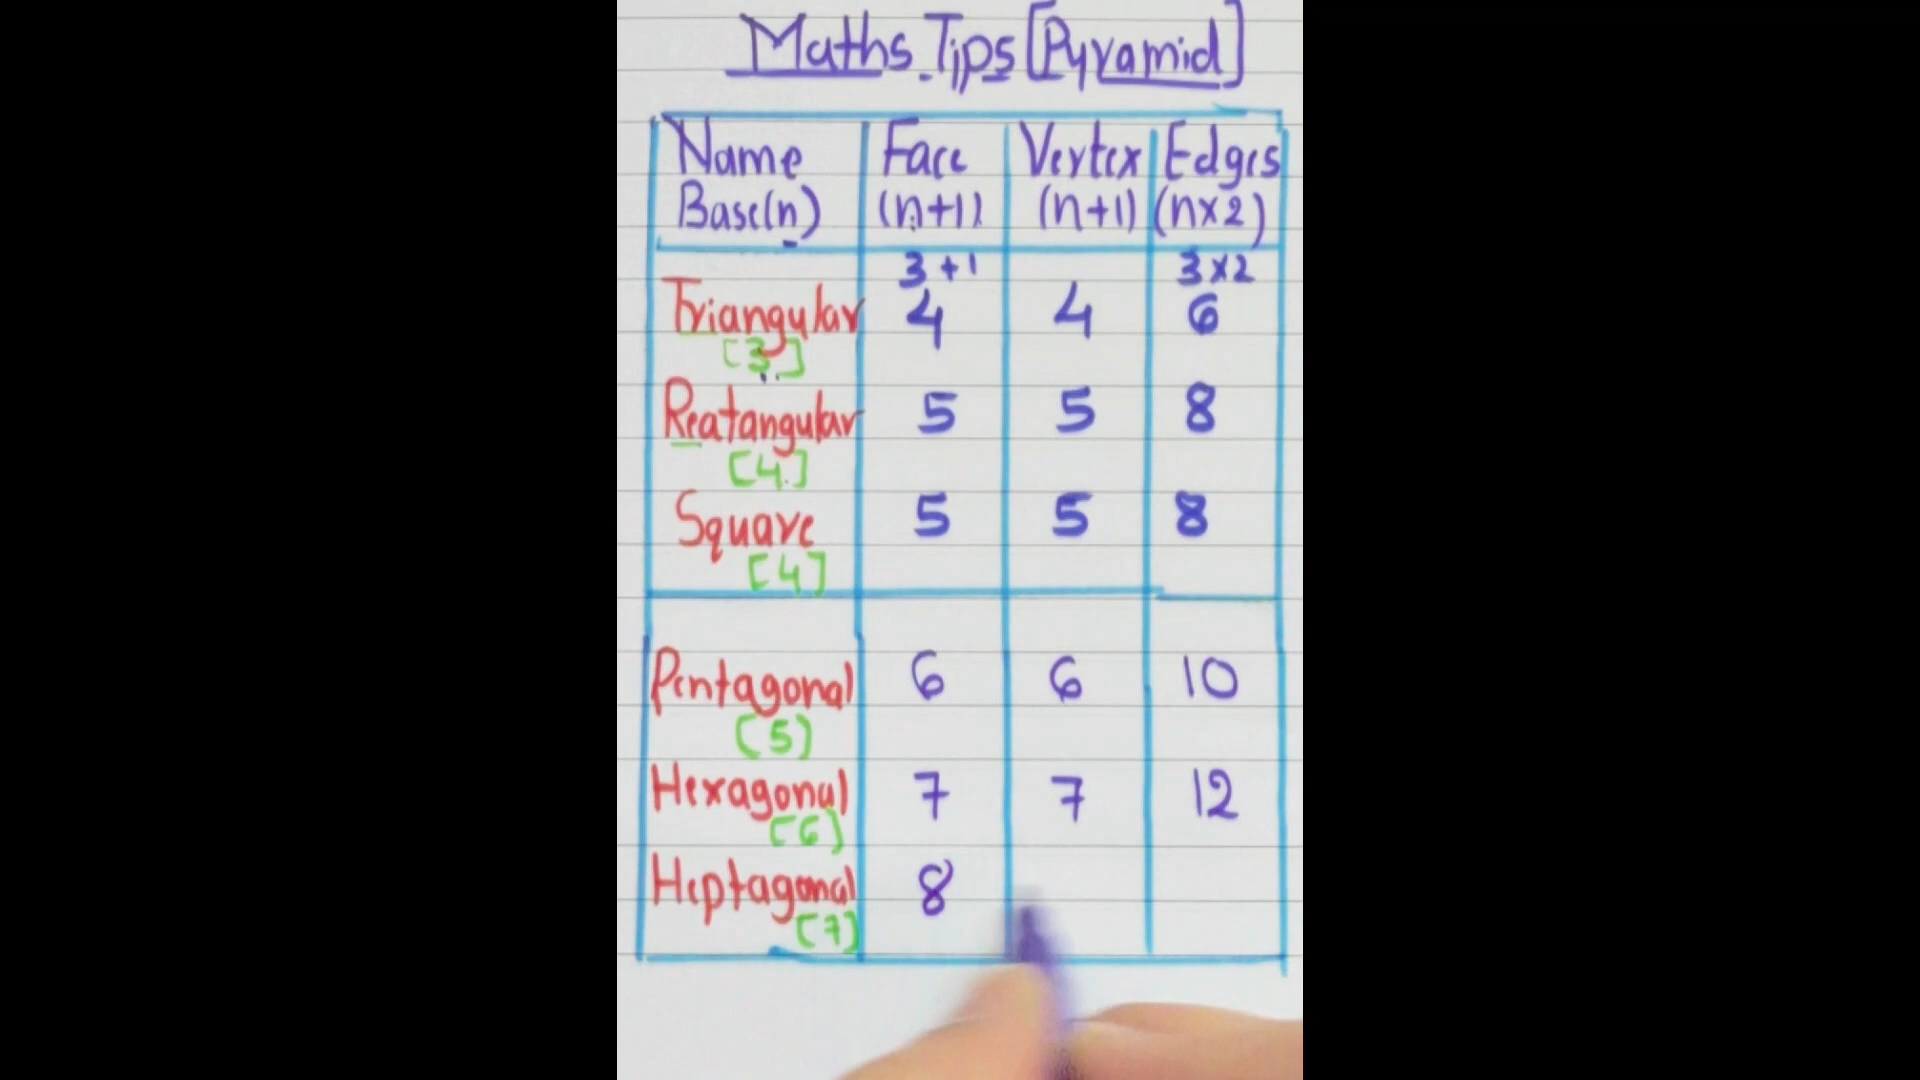 Maths Tips [Pyramid]
Name Face Vertex Edges
Base(n) (n+1) (n+1) (n×2)
3+1 3×2
Triangular 4 4 6
[3]
Reatangular 5 5 8
[4]
Square 5 5 8
[4]
Pentagonal 6 6 10
[5]
Hexagonal 7 7 12
[6]
Heptagonal 8
[7]